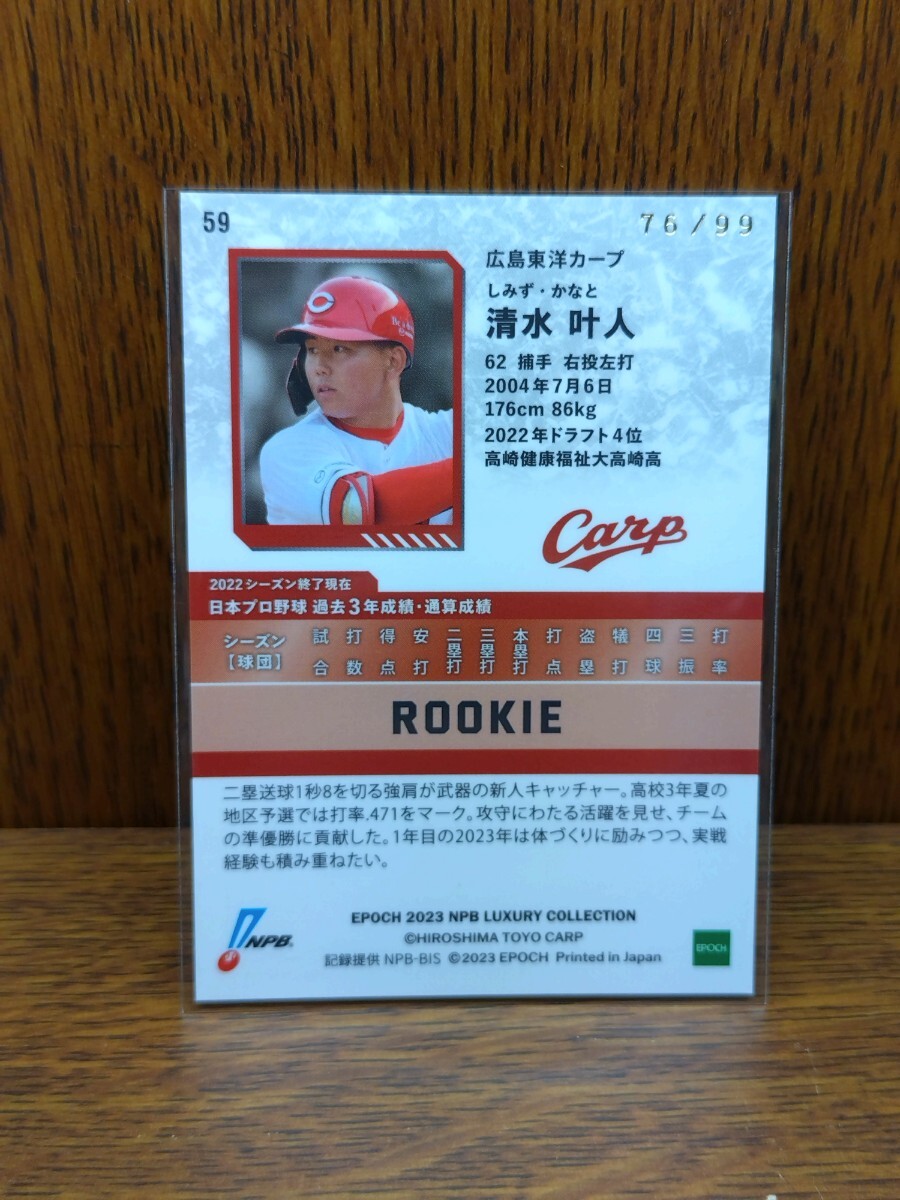 59
76/99
広島東洋カープ
しみず・かなと
清水 叶人
62 捕手 右投左打
2004年7月6日
176cm 86kg
2022年ドラフト4位
高崎健康福祉大高崎高
C
Carp
2022シーズン終了現在
日本プロ野球 過去3年成績・通算成績
シーズン
【球団】
試合 打数 得点 安打 二塁打 三塁打 本塁打 打点 盗塁 犠打 四球 三振 打率
ROOKIE
二塁送球1秒8を切る強肩が武器の新人キャッチャー。高校3年夏の
地区予選では打率.471をマーク。攻守にわたる活躍を見せ、チーム
の準優勝に貢献した。1年目の2023年は体づくりに励みつつ、実戦
経験も積み重ねたい。
NPB
EPOCH 2023 NPB LUXURY COLLECTION
©HIROSHIMA TOYO CARP
記録提供 NPB-BIS ©2023 EPOCH Printed in Japan
EPOCH